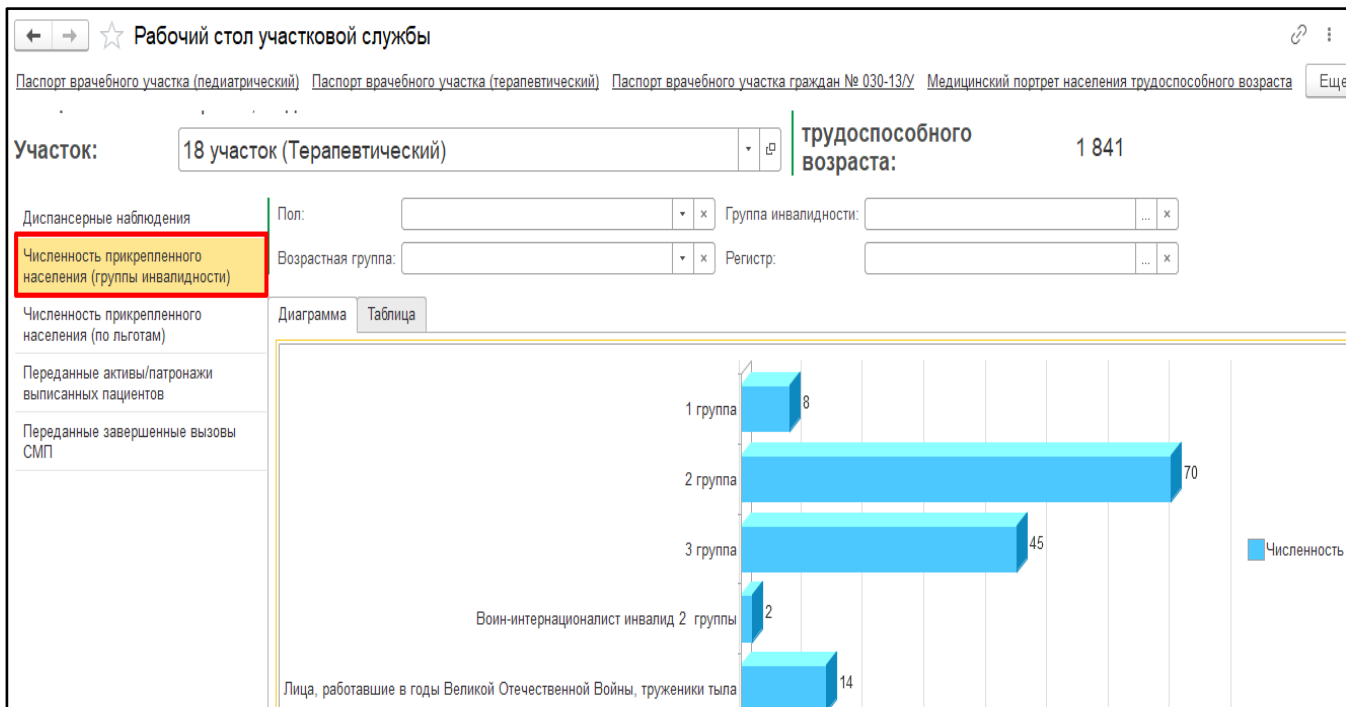 Рабочий стол участковой службы
Паспорт врачебного участка (педиатрический) Паспорт врачебного участка (терапевтический) Паспорт врачебного участка граждан № 030-13/У Медицинский портрет населения трудоспособного возраста Еще
Участок:
18 участок (Терапевтический)
трудоспособного
возраста:
1 841
Диспансерные наблюдения
Численность прикрепленного
населения (группы инвалидности)
Численность прикрепленного
населения (по льготам)
Переданные активы/патронажи
выписанных пациентов
Переданные завершенные вызовы
СМП
Пол:
Группа инвалидности:
Возрастная группа:
Регистр:
Диаграмма Таблица
1 группа 8
2 группа 70
3 группа 45
Численность
Воин-интернационалист инвалид 2 группы 2
Лица, работавшие в годы Великой Отечественной Войны, труженики тыла 14